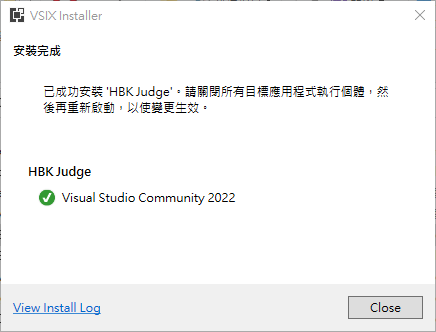 VSIX Installer
安裝完成
已成功安裝 'HBK Judge'。請關閉所有目標應用程式執行個體，然
後再重新啟動，以使變更生效。
HBK Judge
Visual Studio Community 2022
View Install Log
Close